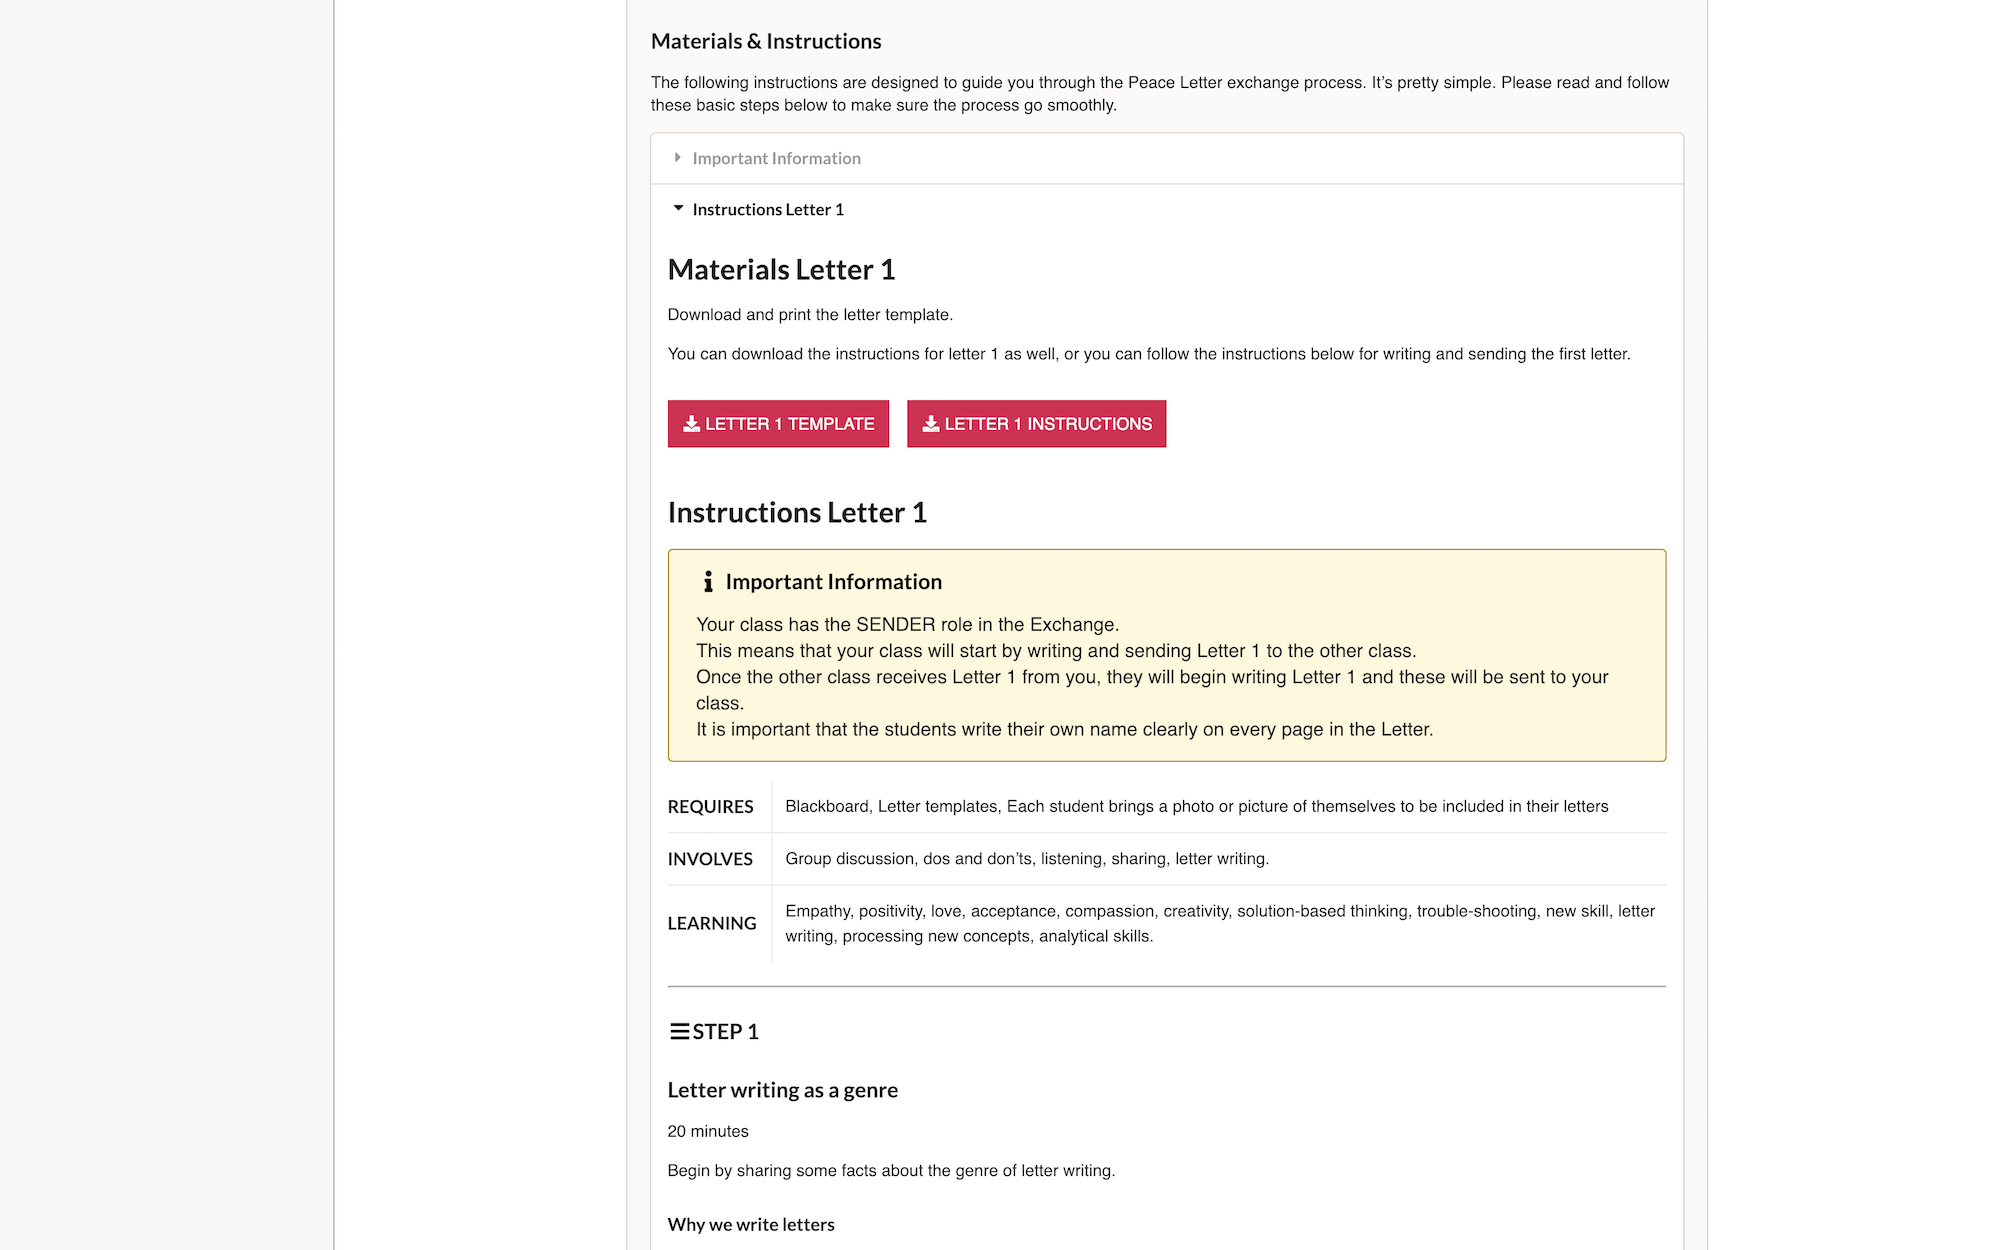 Materials & Instructions
The following instructions are designed to guide you through the Peace Letter exchange process. It’s pretty simple. Please read and follow
these basic steps below to make sure the process go smoothly.
Important Information
Instructions Letter 1
Materials Letter 1
Download and print the letter template.
You can download the instructions for letter 1 as well, or you can follow the instructions below for writing and sending the first letter.
LETTER 1 TEMPLATE
LETTER 1 INSTRUCTIONS
Instructions Letter 1
Important Information
Your class has the SENDER role in the Exchange.
This means that your class will start by writing and sending Letter 1 to the other class.
Once the other class receives Letter 1 from you, they will begin writing Letter 1 and these will be sent to your
class.
It is important that the students write their own name clearly on every page in the Letter.
REQUIRES
Blackboard, Letter templates, Each student brings a photo or picture of themselves to be included in their letters
INVOLVES
Group discussion, dos and don’ts, listening, sharing, letter writing.
LEARNING
Empathy, positivity, love, acceptance, compassion, creativity, solution-based thinking, trouble-shooting, new skill, letter
writing, processing new concepts, analytical skills.
STEP 1
Letter writing as a genre
20 minutes
Begin by sharing some facts about the genre of letter writing.
Why we write letters